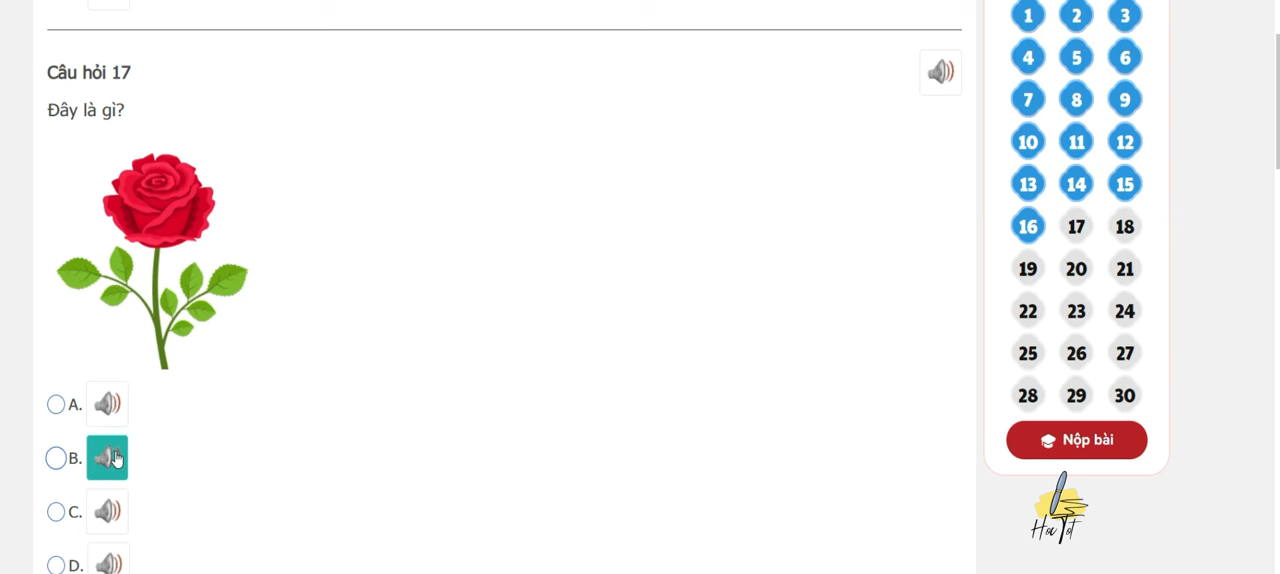 Câu hỏi 17
Đây là gì?
A.
B.
C.
D.
1 2 3
4 5 6
7 8 9
10 11 12
13 14 15
16 17 18
19 20 21
22 23 24
25 26 27
28 29 30
Nộp bài
HọcTốt